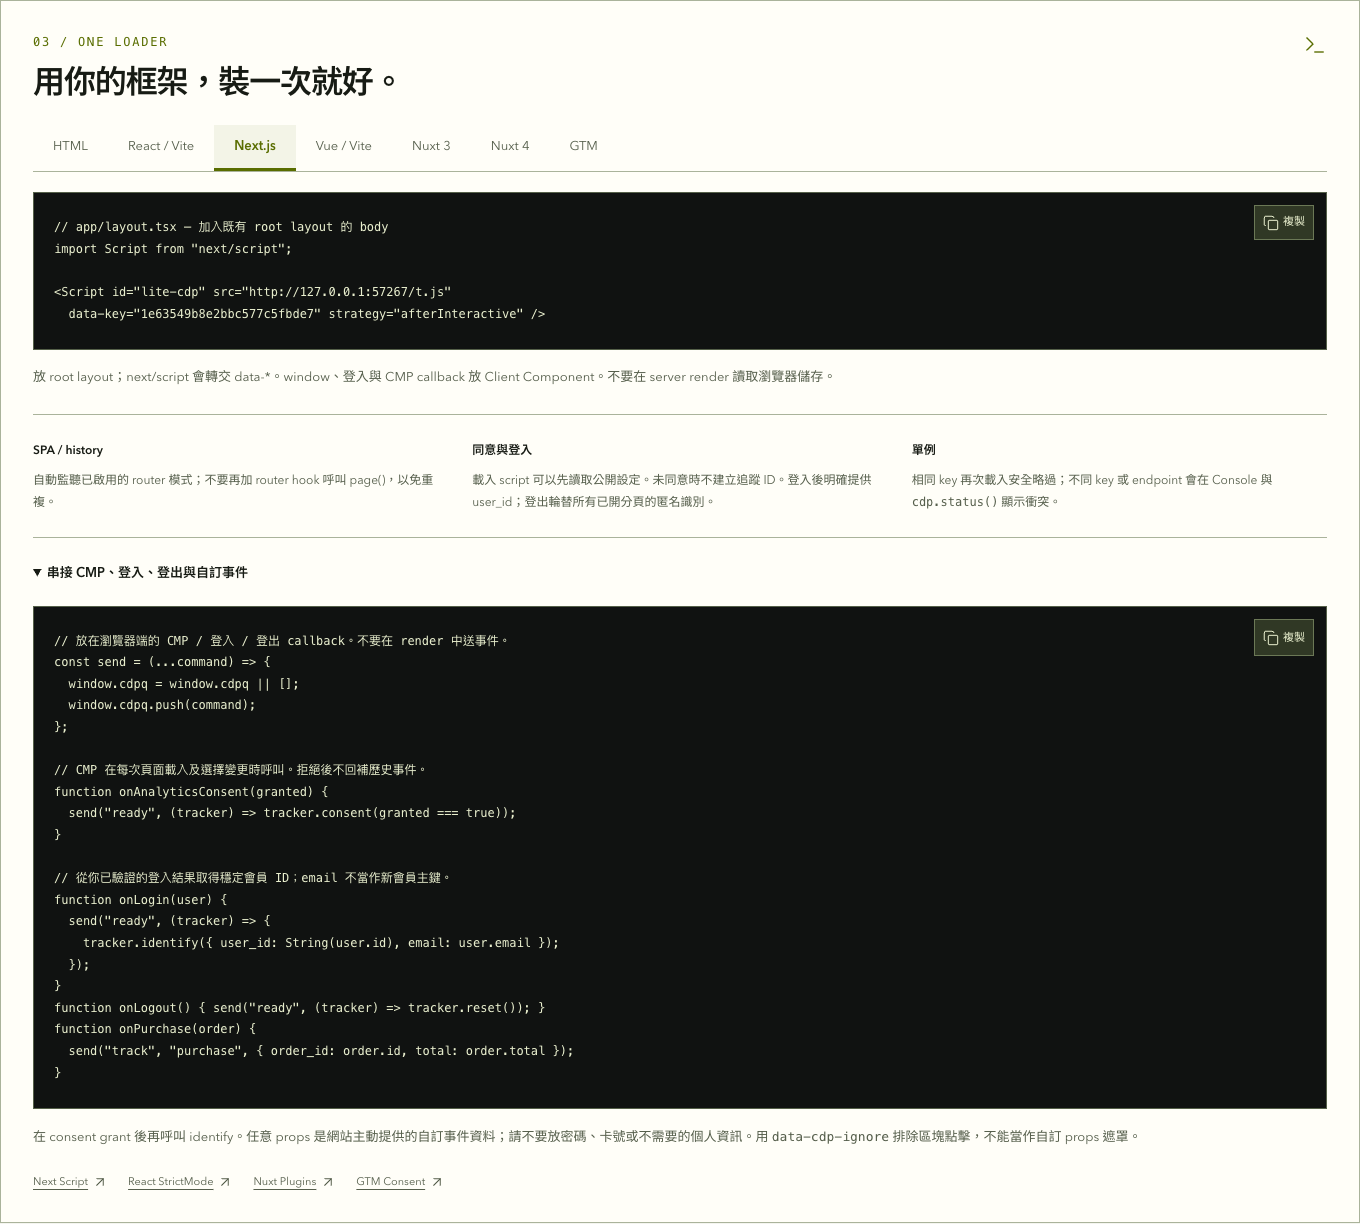 03 / ONE LOADER
用你的框架，裝一次就好。
HTML React / Vite Next.js Vue / Vite Nuxt 3 Nuxt 4 GTM
複製
// app/layout.tsx — 加入既有 root layout 的 body
import Script from "next/script";
<Script id="lite-cdp" src="http://127.0.0.1:57267/t.js"
data-key="1e63549b8e2bbc577c5fbde7" strategy="afterInteractive" />
放 root layout；next/script 會轉交 data-*。window、登入與 CMP callback 放 Client Component。不要在 server render 讀取瀏覽器儲存。
SPA / history
自動監聽已啟用的 router 模式；不要再加 router hook 呼叫 page()，以免重
複。
同意與登入
載入 script 可以先讀取公開設定。未同意時不建立追蹤 ID。登入後明確提供
user_id；登出輪替所有已開分頁的匿名識別。
單例
相同 key 再次載入安全略過；不同 key 或 endpoint 會在 Console 與
cdp.status() 顯示衝突。
▼ 串接 CMP、登入、登出與自訂事件
複製
// 放在瀏覽器端的 CMP / 登入 / 登出 callback。不要在 render 中送事件。
const send = (...command) => {
window.cdpq = window.cdpq || [];
window.cdpq.push(command);
};
// CMP 在每次頁面載入及選擇變更時呼叫。拒絕後不回補歷史事件。
function onAnalyticsConsent(granted) {
send("ready", (tracker) => tracker.consent(granted === true));
}
// 從你已驗證的登入結果取得穩定會員 ID；email 不當作新會員主鍵。
function onLogin(user) {
send("ready", (tracker) => {
tracker.identify({ user_id: String(user.id), email: user.email });
});
}
function onLogout() { send("ready", (tracker) => tracker.reset()); }
function onPurchase(order) {
send("track", "purchase", { order_id: order.id, total: order.total });
}
在 consent grant 後再呼叫 identify。任意 props 是網站主動提供的自訂事件資料；請不要放密碼、卡號或不需要的個人資訊。用 data-cdp-ignore 排除區塊點擊，不能當作自訂 props 遮罩。
Next Script ↗ React StrictMode ↗ Nuxt Plugins ↗ GTM Consent ↗